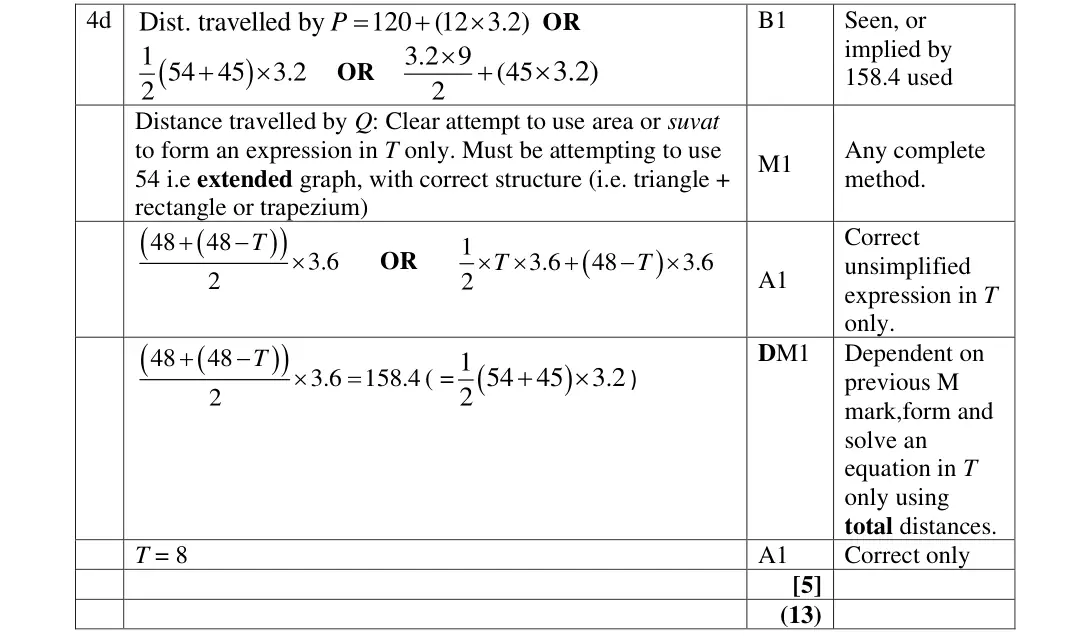 4d Dist. travelled by P = 120 + (12×3.2) OR B1 Seen, or
implied by
158.4 used
1/2 (54 + 45) × 3.2 OR 3.2×9/2 + (45×3.2)
Distance travelled by Q: Clear attempt to use area or suvat
to form an expression in T only. Must be attempting to use
54 i.e extended graph, with correct structure (i.e. triangle +
rectangle or trapezium)
M1
Any complete
method.
(48 + (48 − T))/2 × 3.6 OR 1/2 × T × 3.6 + (48 − T) × 3.6
A1
Correct
unsimplified
expression in T
only.
(48 + (48 − T))/2 × 3.6 = 158.4 ( = 1/2 (54 + 45) × 3.2 )
DM1
Dependent on
previous M
mark,form and
solve an
equation in T
only using
total distances.
T = 8 A1 Correct only
[5]
(13)